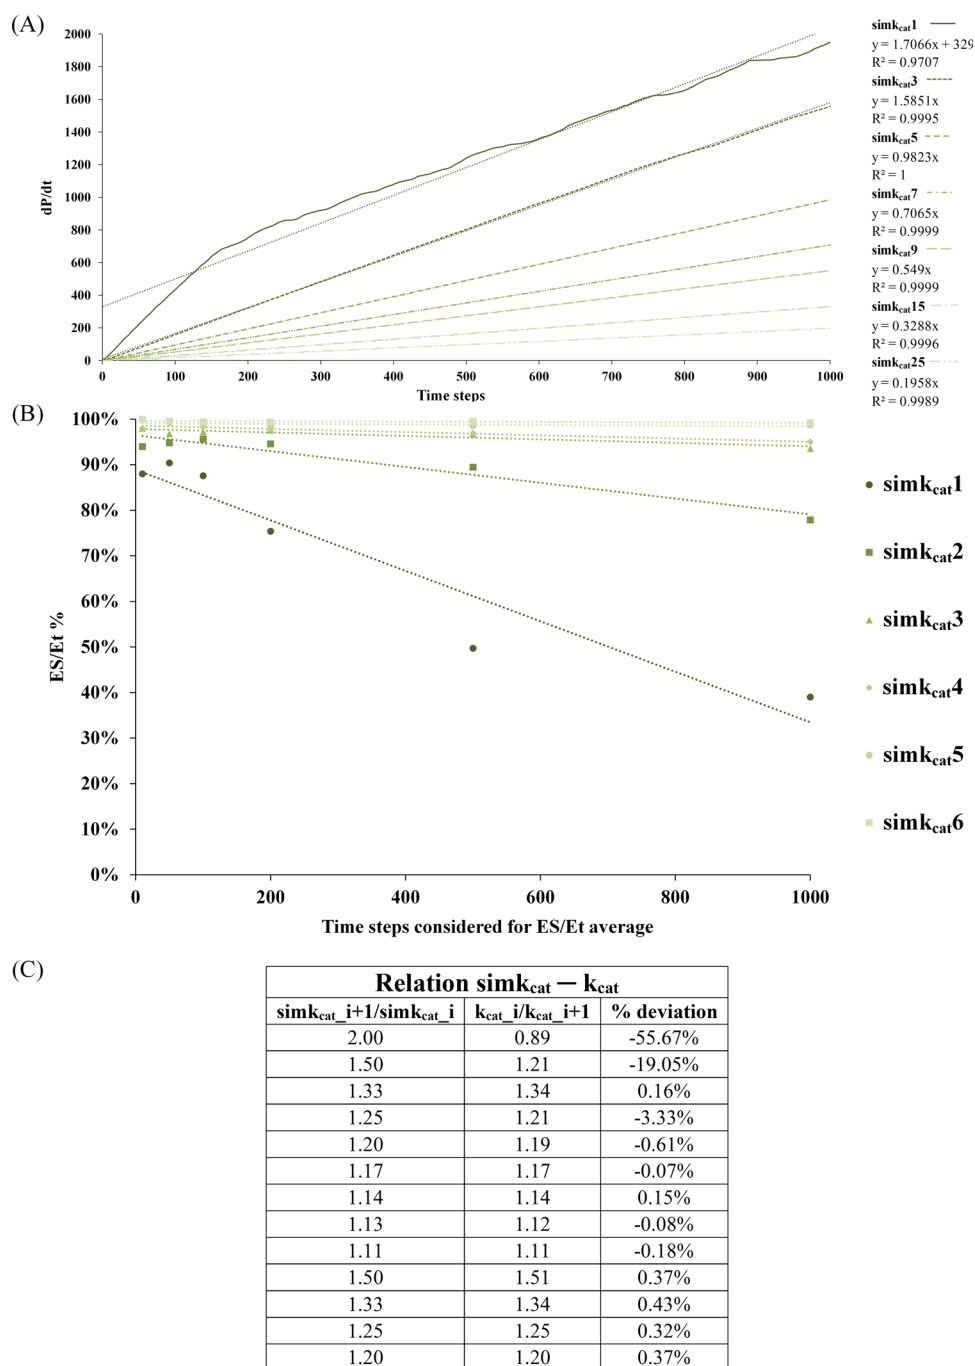 (A)
2000
1800
1600
1400
1200
1000
800
600
400
200
0
dP/dt
0 100 200 300 400 500 600 700 800 900 1000
Time steps
simkcat1
y = 1.7066x + 329
R² = 0.9707
simkcat3
y = 1.5851x
R² = 0.9995
simkcat5
y = 0.9823x
R² = 1
simkcat7
y = 0.7065x
R² = 0.9999
simkcat9
y = 0.549x
R² = 0.9999
simkcat15
y = 0.3288x
R² = 0.9996
simkcat25
y = 0.1958x
R² = 0.9989
(B)
100%
90%
80%
70%
60%
50%
40%
30%
20%
10%
0%
ES/Et %
0 200 400 600 800 1000
Time steps considered for ES/Et average
simkcat1
simkcat2
simkcat3
simkcat4
simkcat5
simkcat6
(C)
Relation simkcat — kcat
simkcat_i+1/simkcat_i kcat_i/kcat_i+1 % deviation
2.00 0.89 -55.67%
1.50 1.21 -19.05%
1.33 1.34 0.16%
1.25 1.21 -3.33%
1.20 1.19 -0.61%
1.17 1.17 -0.07%
1.14 1.14 0.15%
1.13 1.12 -0.08%
1.11 1.11 -0.18%
1.50 1.51 0.37%
1.33 1.34 0.43%
1.25 1.25 0.32%
1.20 1.20 0.37%